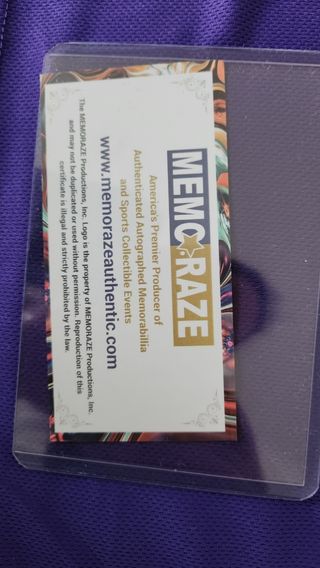 MEMORAZE
America's Premier Producer of
Authenticated Autographed Memorabillia
and Sports Collectible Events
www.memorazeauthentic.com
The MEMORAZE Productions, Inc. Logo is the property of MEMORAZE Productions, Inc.
and may not be duplicated or used without permission. Reproduction of this
certificate is illegal and strictly prohibited by the law.